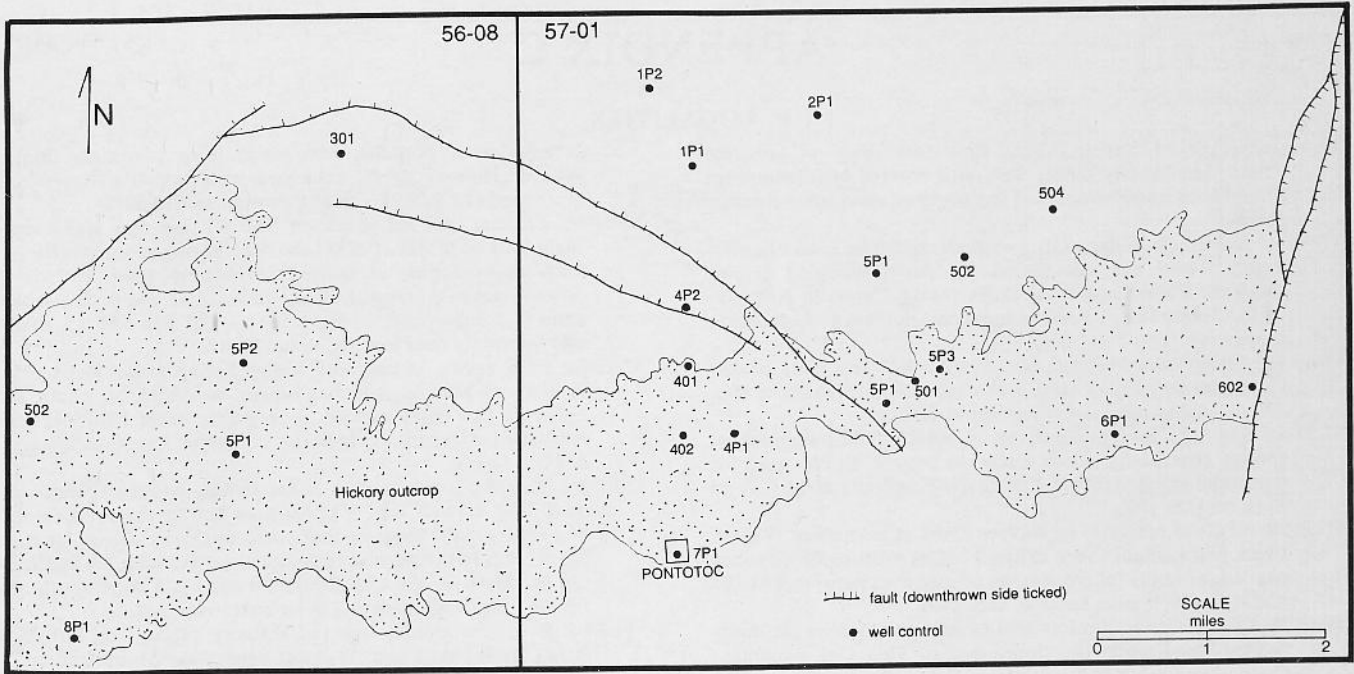 56-08
57-01
N
1P2
2P1
301
1P1
504
5P1
502
4P2
5P2
401
5P3
501
5P1
602
502
5P1
402
4P1
6P1
Hickory outcrop
7P1
PONTOTOC
fault (downthrown side ticked)
well control
SCALE
miles
0
1
2
8P1